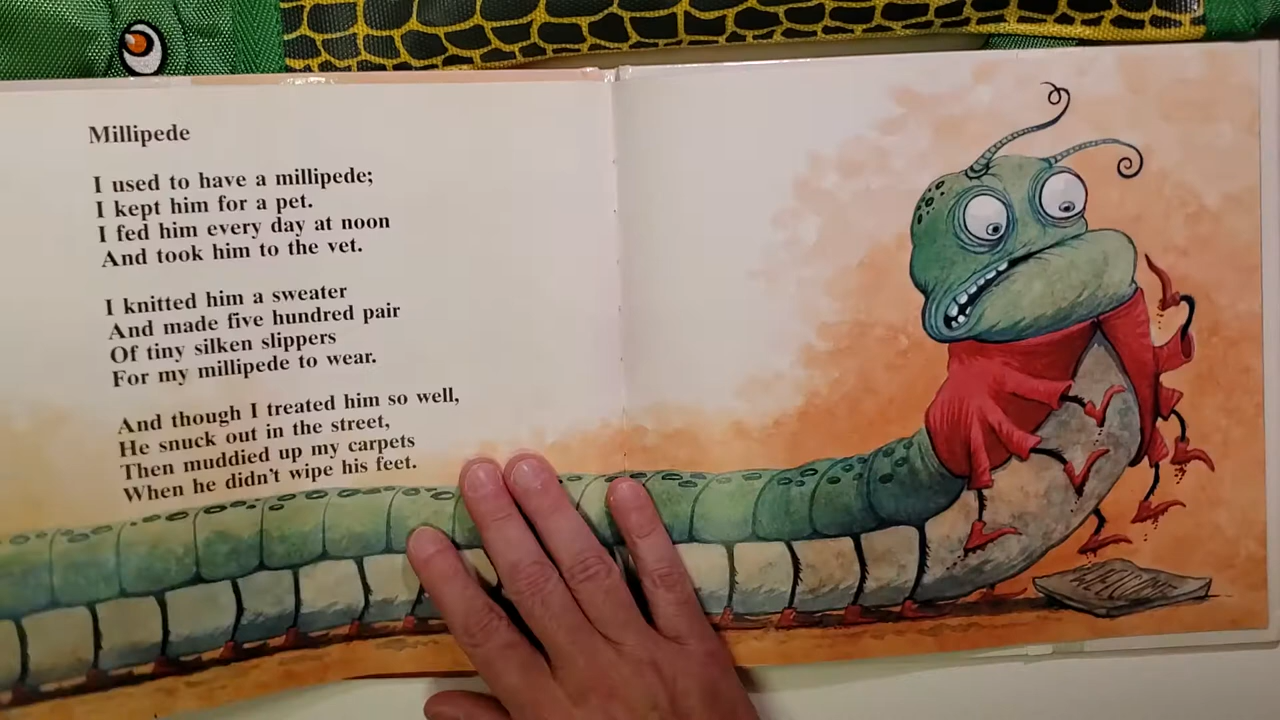 Millipede
I used to have a millipede;
I kept him for a pet.
I fed him every day at noon
And took him to the vet.
I knitted him a sweater
And made five hundred pair
Of tiny silken slippers
For my millipede to wear.
And though I treated him so well,
He snuck out in the street,
Then muddied up my carpets
When he didn't wipe his feet.
WELCOME